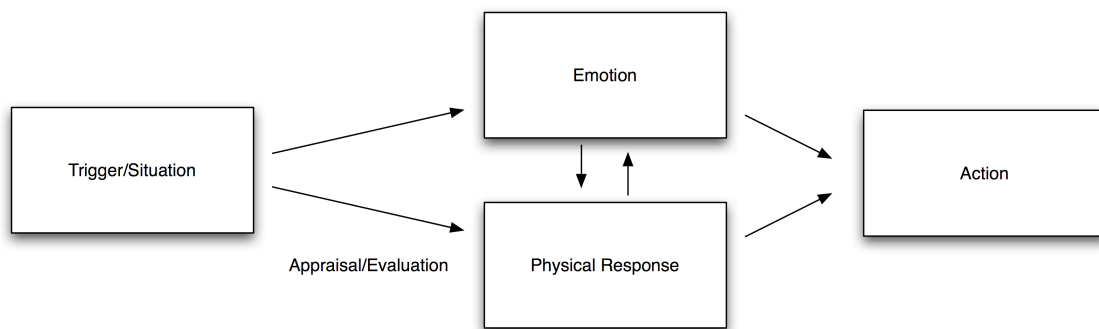 Trigger/Situation
Emotion
Appraisal/Evaluation
Physical Response
Action